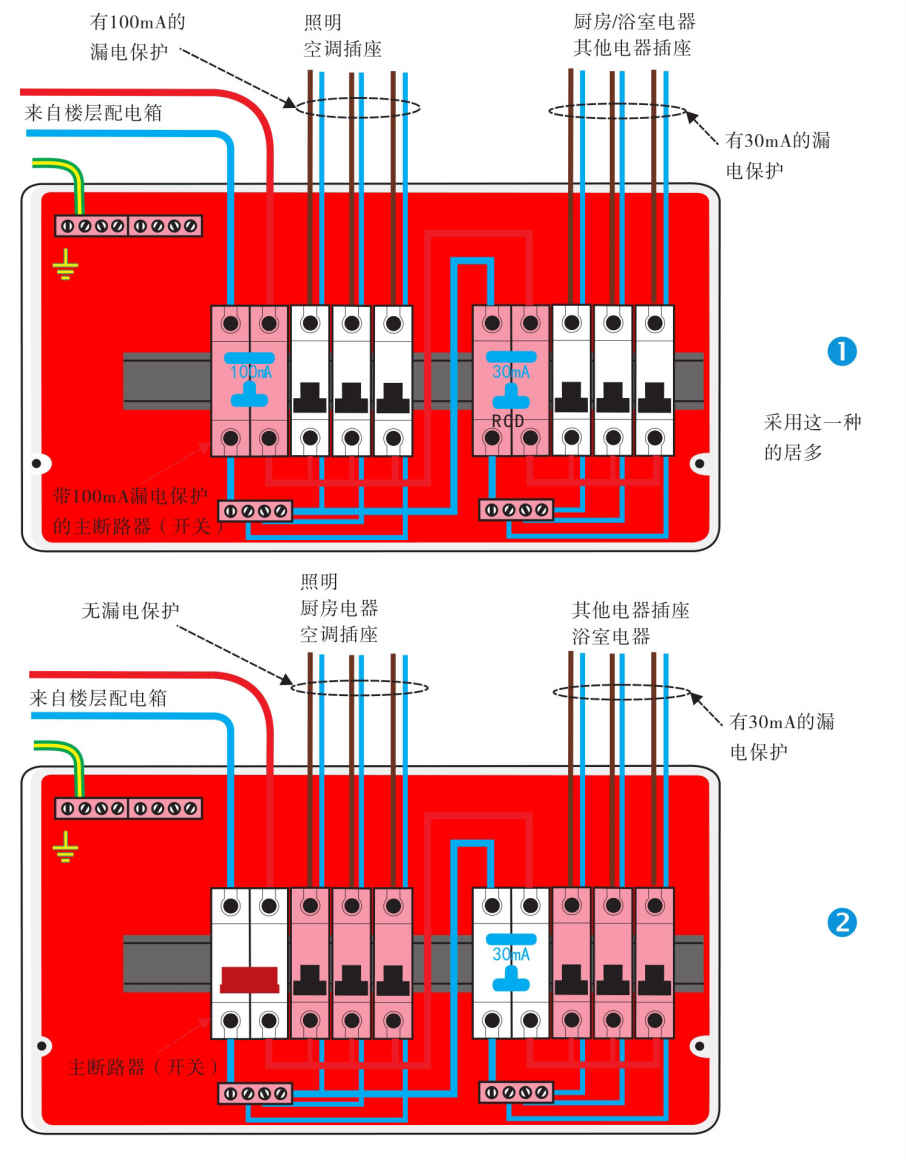 有100mA的
漏电保护
照明
空调插座
厨房/浴室电器
其他电器插座
来自楼层配电箱
有30mA的漏
电保护
100mA
30mA
RCD
1
采用这一种
的居多
带100mA漏电保护
的主断路器（开关）
照明
厨房电器
空调插座
无漏电保护
其他电器插座
浴室电器
来自楼层配电箱
有30mA的漏
电保护
30mA
2
主断路器（开关）